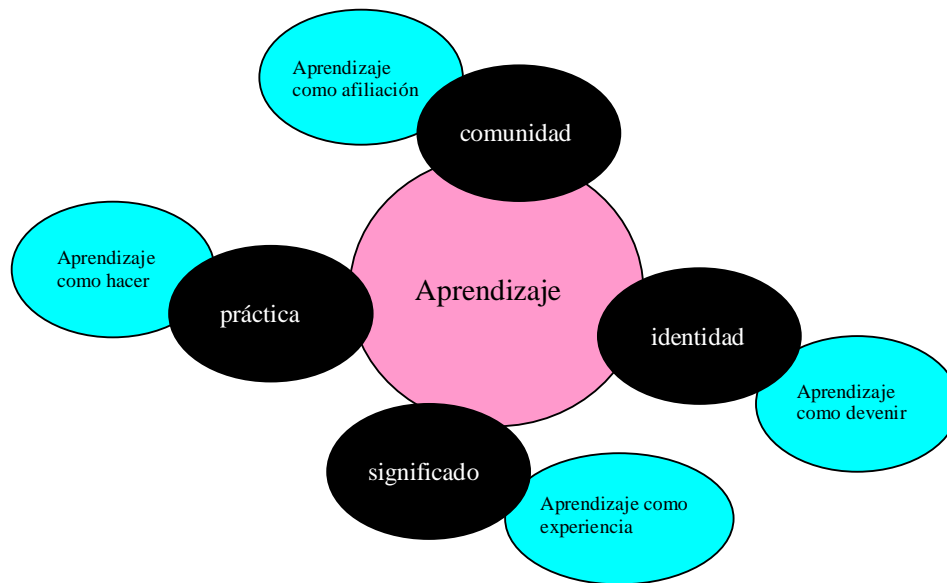 Aprendizaje
como afiliación
comunidad
Aprendizaje
como hacer
práctica
Aprendizaje
identidad
Aprendizaje
como devenir
significado
Aprendizaje como
experiencia